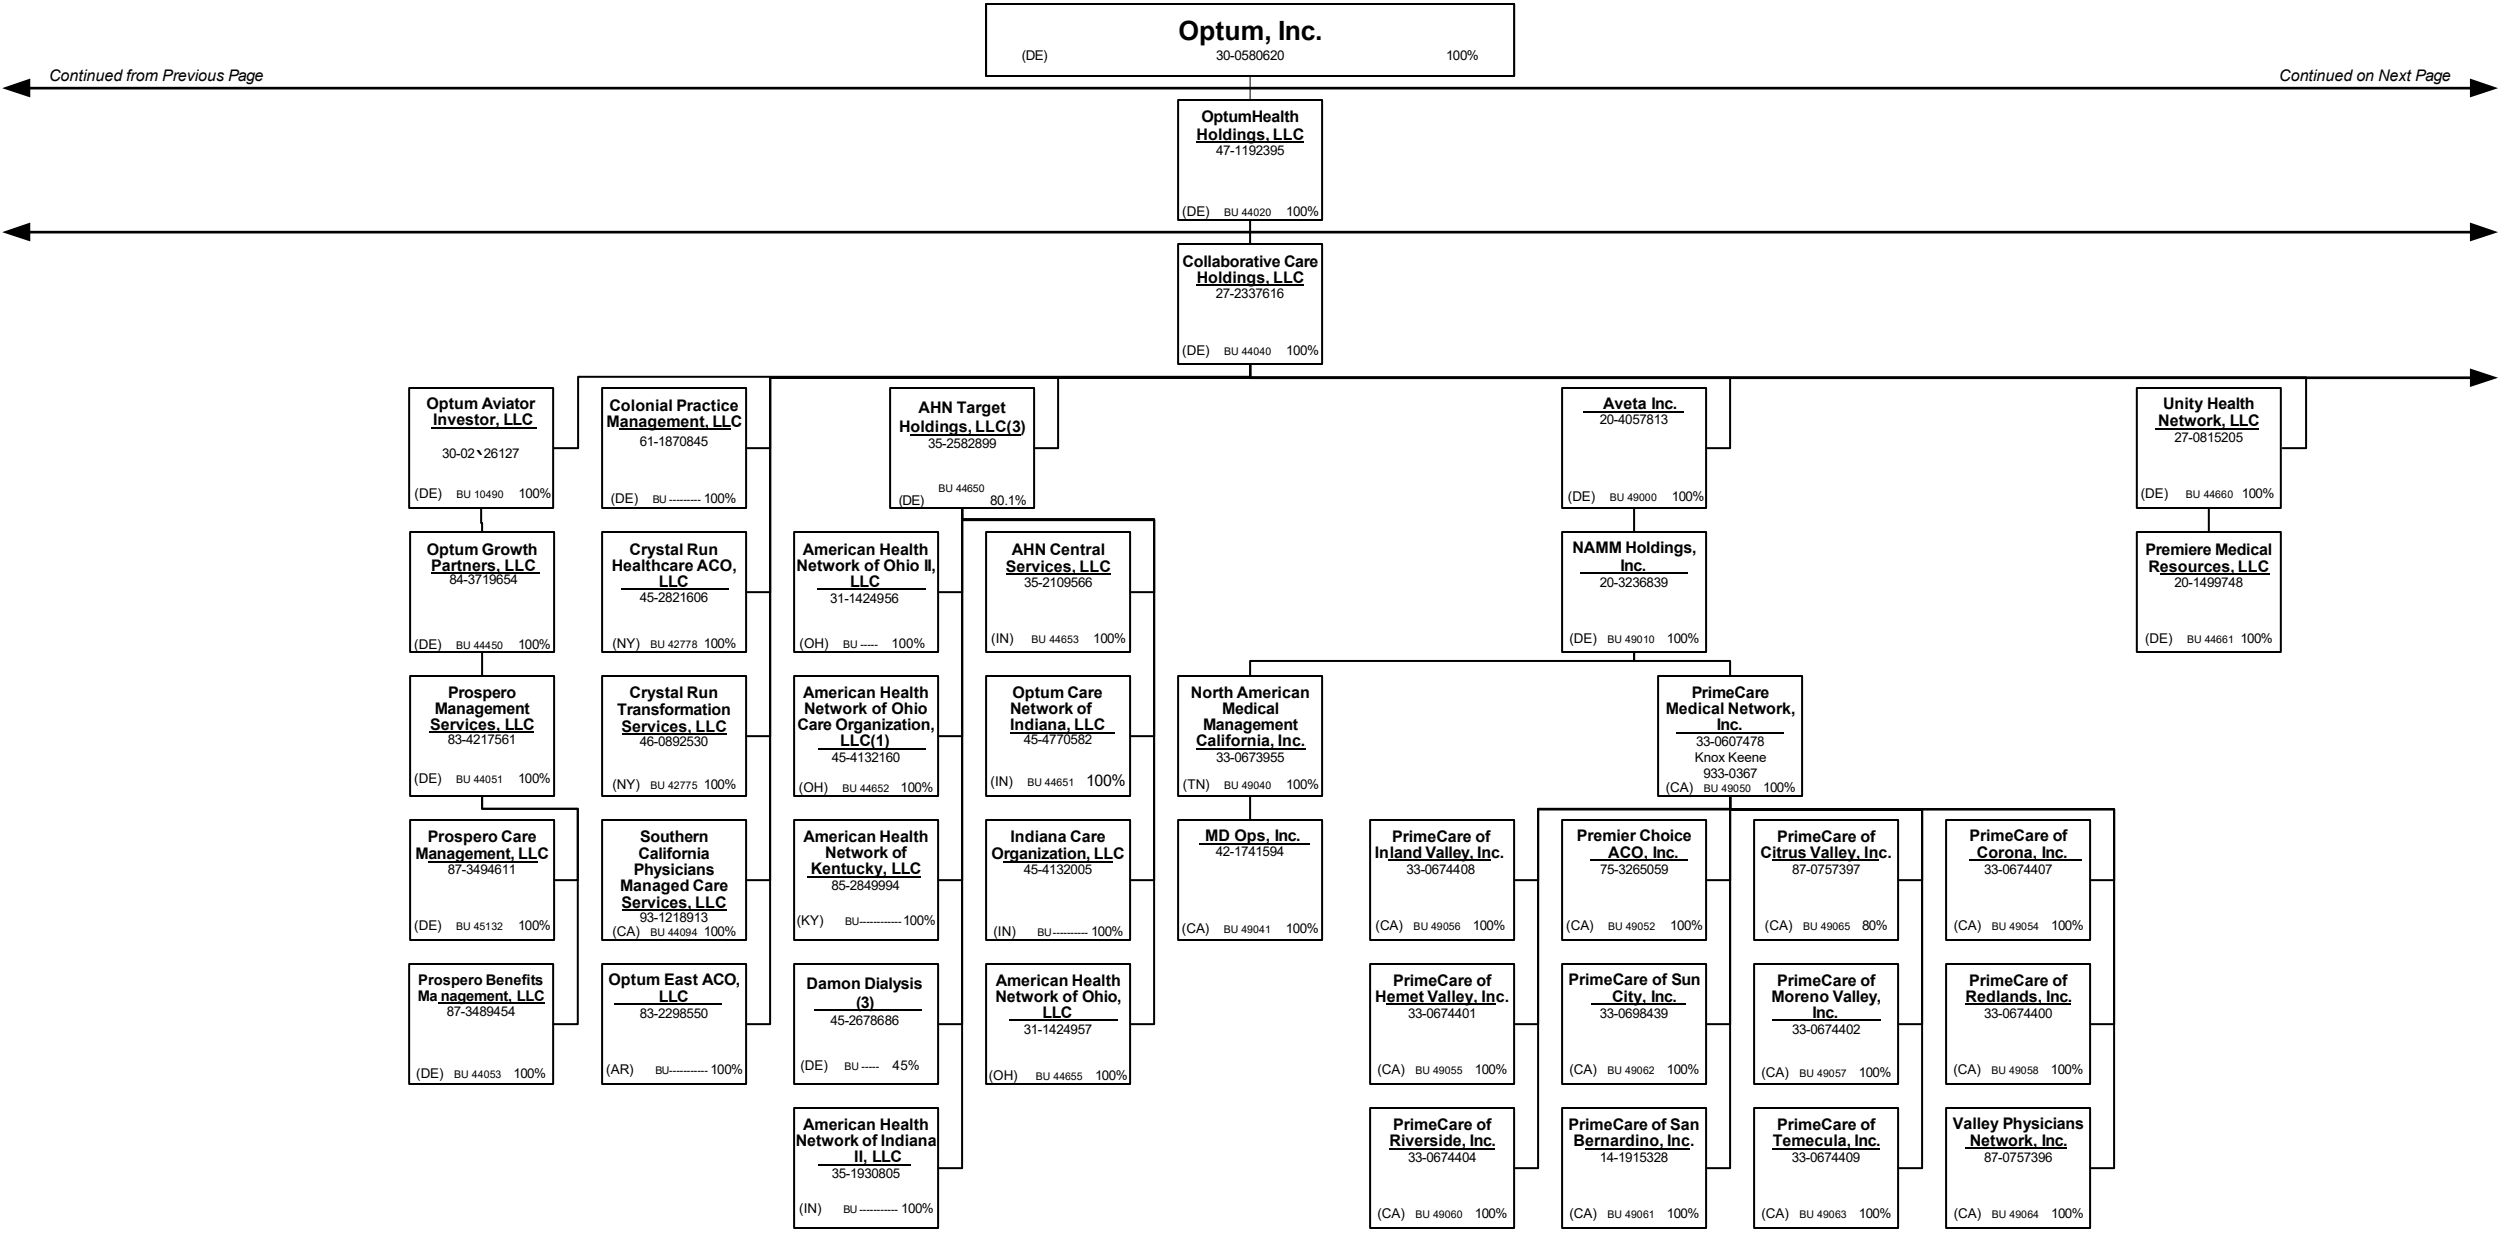 Optum, Inc.
(DE) 30-0580620 100%
Continued from Previous Page
Continued on Next Page
OptumHealth
Holdings, LLC
47-1192395
(DE) BU 44020 100%
Collaborative Care
Holdings, LLC
27-2337616
(DE) BU 44040 100%
Optum Aviator
Investor, LLC
30-02 26127
(DE) BU 10490 100%
Colonial Practice
Management, LLC
61-1870845
(DE) BU --------- 100%
AHN Target
Holdings, LLC(3)
35-2582899
BU 44650
(DE) 80.1%
Aveta Inc.
20-4057813
(DE) BU 49000 100%
Unity Health
Network, LLC
27-0815205
(DE) BU 44660 100%
Optum Growth
Partners, LLC
84-3719654
(DE) BU 44450 100%
Crystal Run
Healthcare ACO,
LLC
45-2821606
(NY) BU 42778 100%
American Health
Network of Ohio II,
LLC
31-1424956
(OH) BU ----- 100%
AHN Central
Services, LLC
35-2109566
(IN) BU 44653 100%
NAMM Holdings,
Inc.
20-3236839
(DE) BU 49010 100%
Premiere Medical
Resources, LLC
20-1499748
(DE) BU 44661 100%
Prospero
Management
Services, LLC
83-4217561
(DE) BU 44051 100%
Crystal Run
Transformation
Services, LLC
46-0892530
(NY) BU 42775 100%
American Health
Network of Ohio
Care Organization,
LLC(1)
45-4132160
(OH) BU 44652 100%
Optum Care
Network of
Indiana, LLC
45-4770582
(IN) BU 44651 100%
North American
Medical
Management
California, Inc.
33-0673955
(TN) BU 49040 100%
PrimeCare
Medical Network,
Inc.
33-0607478
Knox Keene
933-0367
(CA) BU 49050 100%
Prospero Care
Management, LLC
87-3494611
(DE) BU 45132 100%
Southern
California
Physicians
Managed Care
Services, LLC
93-1218913
(CA) BU 44094 100%
American Health
Network of
Kentucky, LLC
85-2849994
(KY) BU------------ 100%
Indiana Care
Organization, LLC
45-4132005
(IN) BU---------- 100%
MD Ops, Inc.
42-1741594
(CA) BU 49041 100%
PrimeCare of
Inland Valley, Inc.
33-0674408
(CA) BU 49056 100%
Premier Choice
ACO, Inc.
75-3265059
(CA) BU 49052 100%
PrimeCare of
Citrus Valley, Inc.
87-0757397
(CA) BU 49065 80%
PrimeCare of
Corona, Inc.
33-0674407
(CA) BU 49054 100%
Prospero Benefits
Management, LLC
87-3489454
(DE) BU 44053 100%
Optum East ACO,
LLC
83-2298550
(AR) BU----------- 100%
Damon Dialysis
(3)
45-2678686
(DE) BU ----- 45%
American Health
Network of Ohio,
LLC
31-1424957
(OH) BU 44655 100%
PrimeCare of
Hemet Valley, Inc.
33-0674401
(CA) BU 49055 100%
PrimeCare of Sun
City, Inc.
33-0698439
(CA) BU 49062 100%
PrimeCare of
Moreno Valley,
Inc.
33-0674402
(CA) BU 49057 100%
PrimeCare of
Redlands, Inc.
33-0674400
(CA) BU 49058 100%
American Health
Network of Indiana
II, LLC
35-1930805
(IN) BU ----------- 100%
PrimeCare of
Riverside, Inc.
33-0674404
(CA) BU 49060 100%
PrimeCare of San
Bernardino, Inc.
14-1915328
(CA) BU 49061 100%
PrimeCare of
Temecula, Inc.
33-0674409
(CA) BU 49063 100%
Valley Physicians
Network, Inc.
87-0757396
(CA) BU 49064 100%